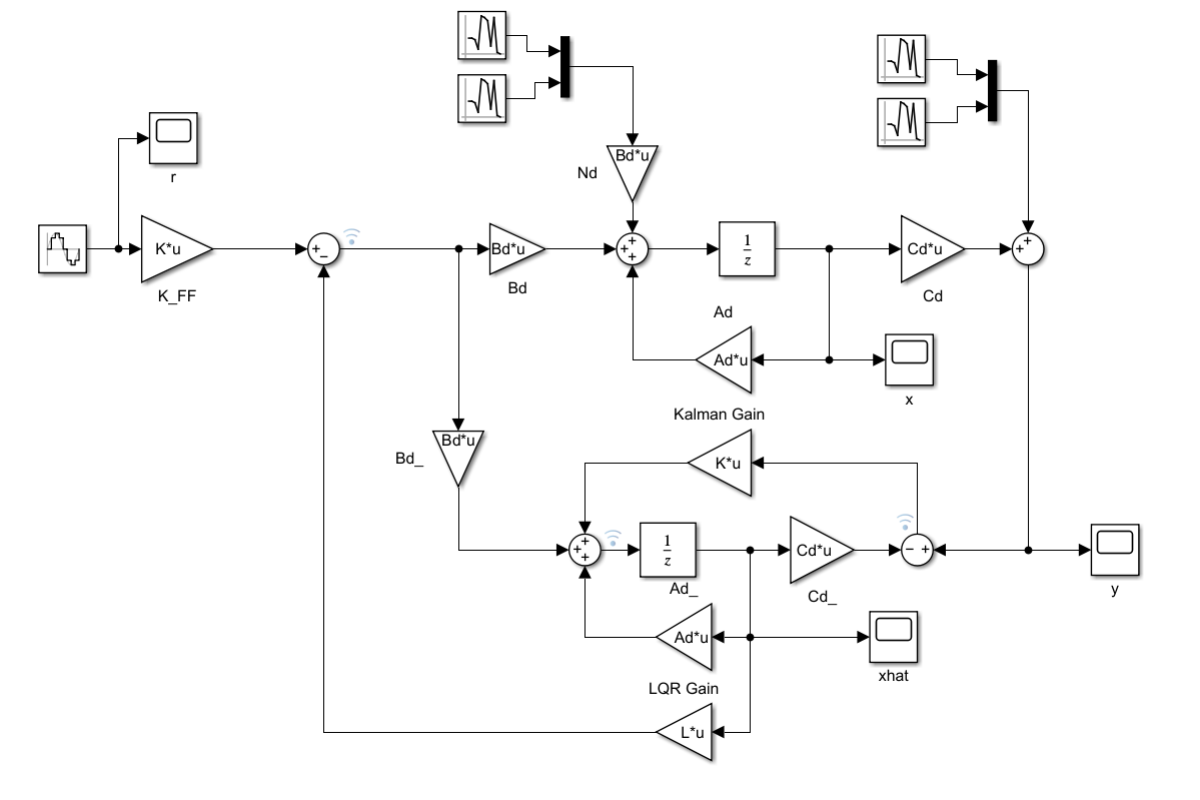 Bd*u
Nd
r
K*u
K_FF
+
−
Bd*u
Bd
+
+
+
1
z
Cd*u
Cd
+
+
Ad
Ad*u
x
Kalman Gain
K*u
Bd*u
Bd_
+
+
+
1
z
Ad_
Cd*u
Cd_
− +
y
Ad*u
xhat
LQR Gain
L*u